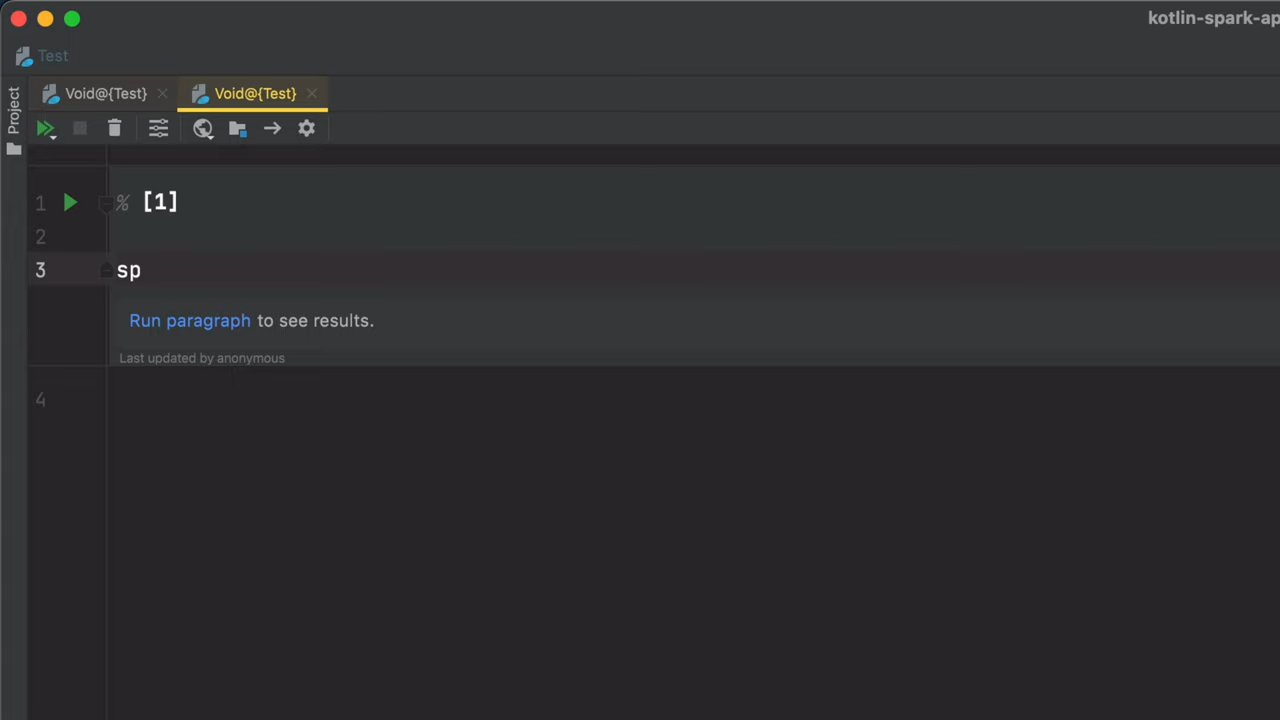 kotlin-spark-ap
Test
Void@{Test} Void@{Test}
Project
1 % [1]
2
3 sp
Run paragraph to see results.
Last updated by anonymous
4